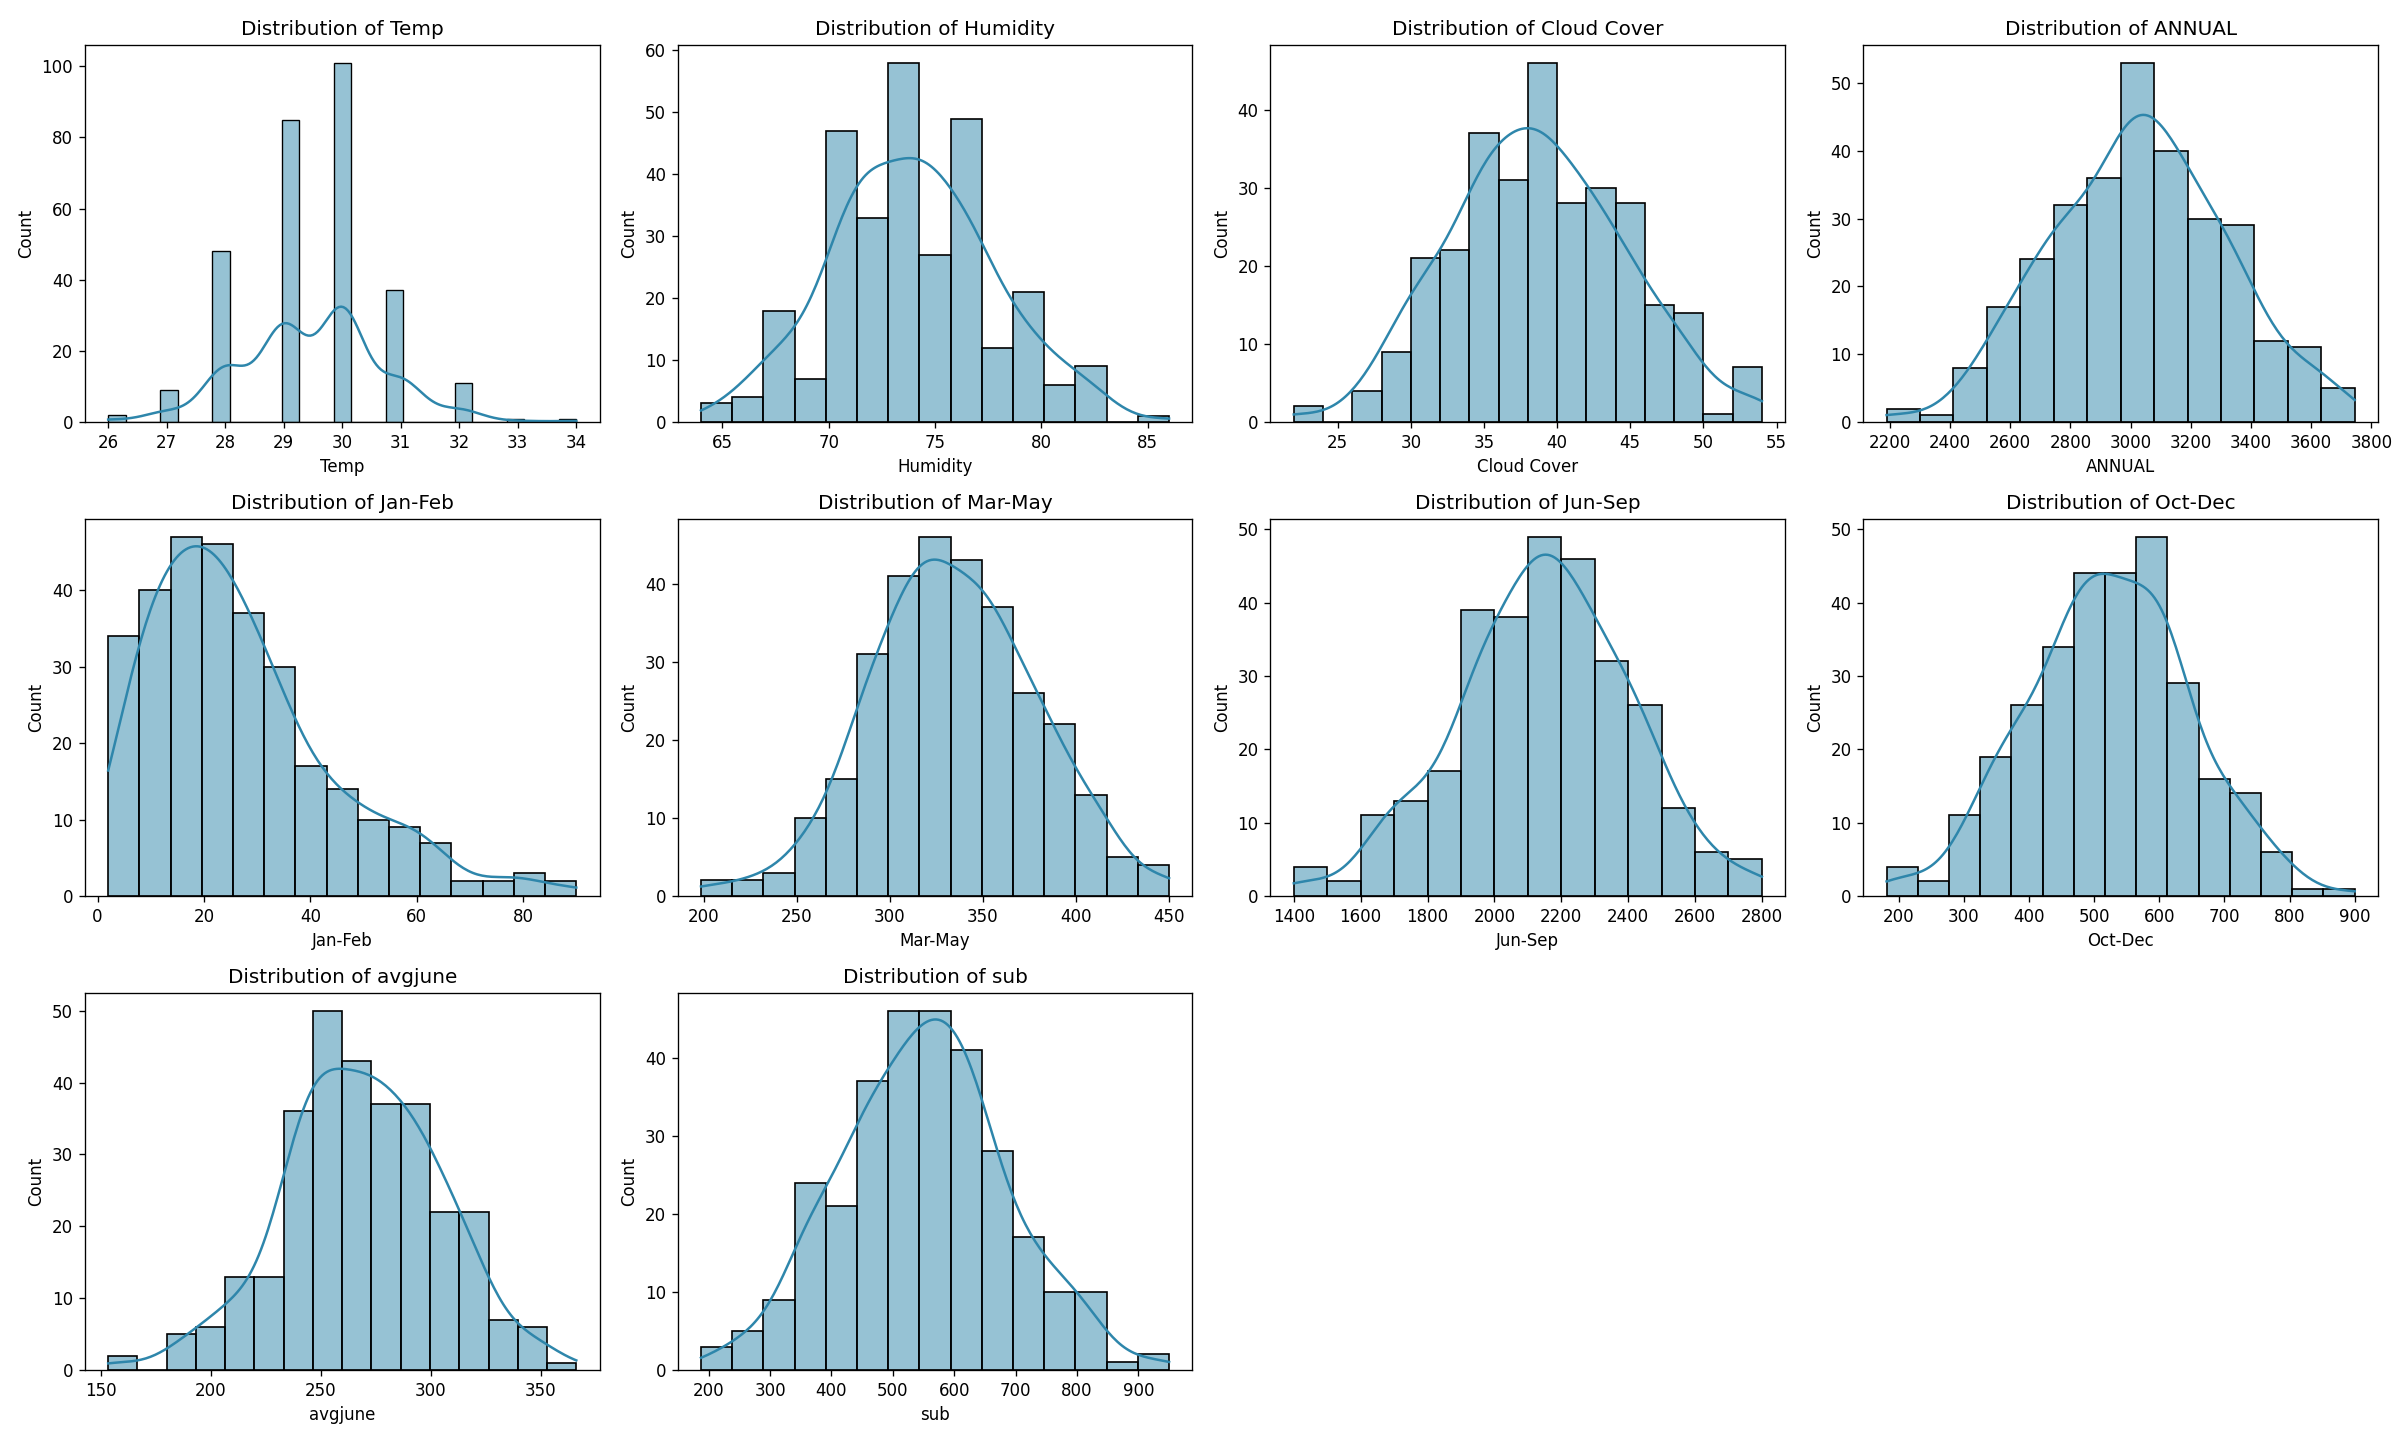 Distribution of Temp
Count
0 20 40 60 80 100
26 27 28 29 30 31 32 33 34
Temp
Distribution of Humidity
Count
0 10 20 30 40 50 60
65 70 75 80 85
Humidity
Distribution of Cloud Cover
Count
0 10 20 30 40
25 30 35 40 45 50 55
Cloud Cover
Distribution of ANNUAL
Count
0 10 20 30 40 50
2200 2400 2600 2800 3000 3200 3400 3600 3800
ANNUAL
Distribution of Jan-Feb
Count
0 10 20 30 40
0 20 40 60 80
Jan-Feb
Distribution of Mar-May
Count
0 10 20 30 40
200 250 300 350 400 450
Mar-May
Distribution of Jun-Sep
Count
0 10 20 30 40 50
1400 1600 1800 2000 2200 2400 2600 2800
Jun-Sep
Distribution of Oct-Dec
Count
0 10 20 30 40 50
200 300 400 500 600 700 800 900
Oct-Dec
Distribution of avgjune
Count
0 10 20 30 40 50
150 200 250 300 350
avgjune
Distribution of sub
Count
0 10 20 30 40
200 300 400 500 600 700 800 900
sub